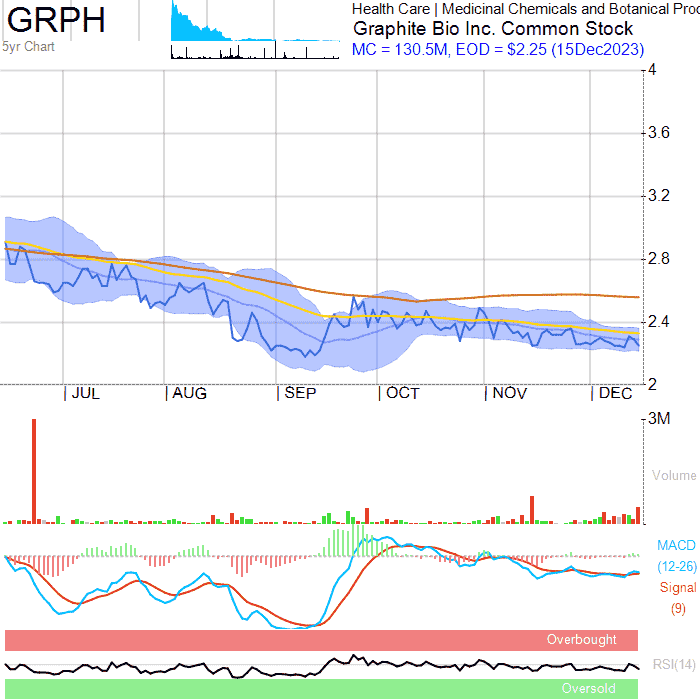 GRPH
5yr Chart
Health Care | Medicinal Chemicals and Botanical Proc
Graphite Bio Inc. Common Stock
MC = 130.5M, EOD = $2.25 (15Dec2023)
4
3.6
3.2
2.8
2.4
2
JUL
AUG
SEP
OCT
NOV
DEC
3M
Volume
MACD
(12-26)
Signal
(9)
Overbought
RSI(14)
Oversold